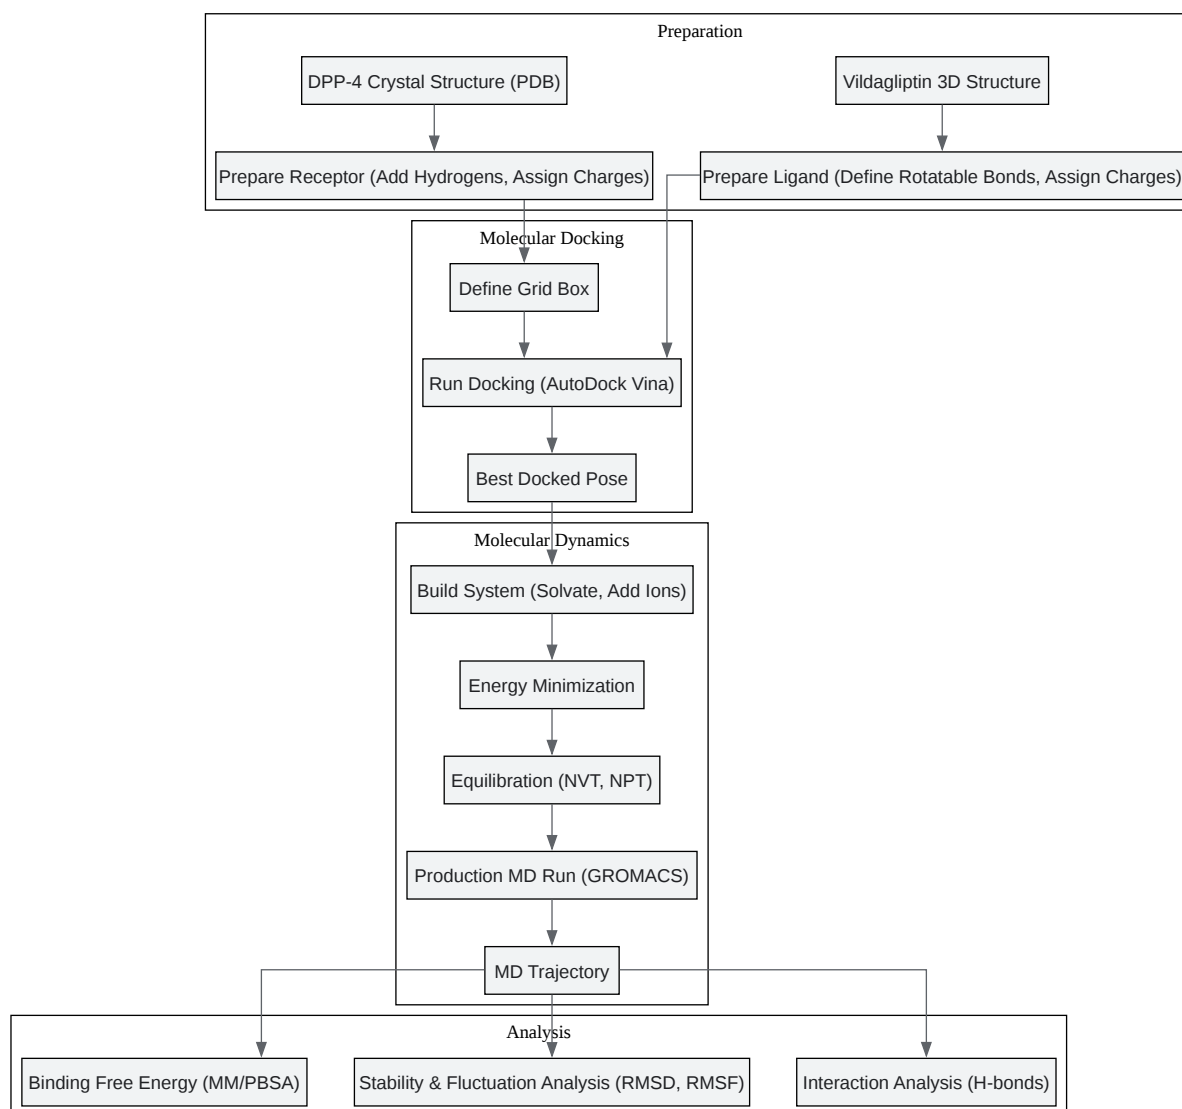 Preparation
DPP-4 Crystal Structure (PDB)
Vildagliptin 3D Structure
Prepare Receptor (Add Hydrogens, Assign Charges)
Prepare Ligand (Define Rotatable Bonds, Assign Charges)
Molecular Docking
Define Grid Box
Run Docking (AutoDock Vina)
Best Docked Pose
Molecular Dynamics
Build System (Solvate, Add Ions)
Energy Minimization
Equilibration (NVT, NPT)
Production MD Run (GROMACS)
MD Trajectory
Analysis
Binding Free Energy (MM/PBSA)
Stability & Fluctuation Analysis (RMSD, RMSF)
Interaction Analysis (H-bonds)